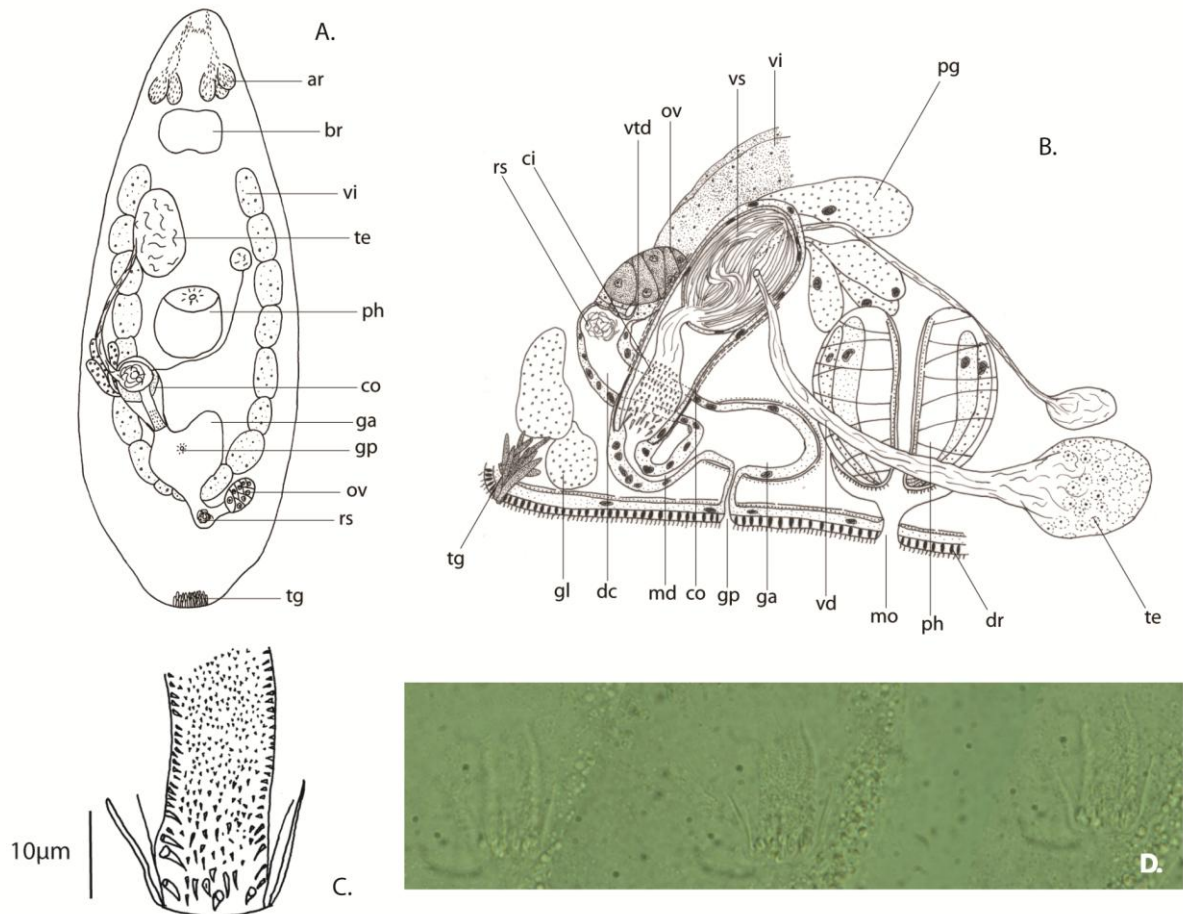 A.
ar
br
vi
te
ph
co
ga
gp
ov
rs
tg
B.
rs
ci
vtd
ov
vs
vi
pg
tg
gl
dc
md
co
gp
ga
vd
mo
ph
dr
te
10µm
C.
D.